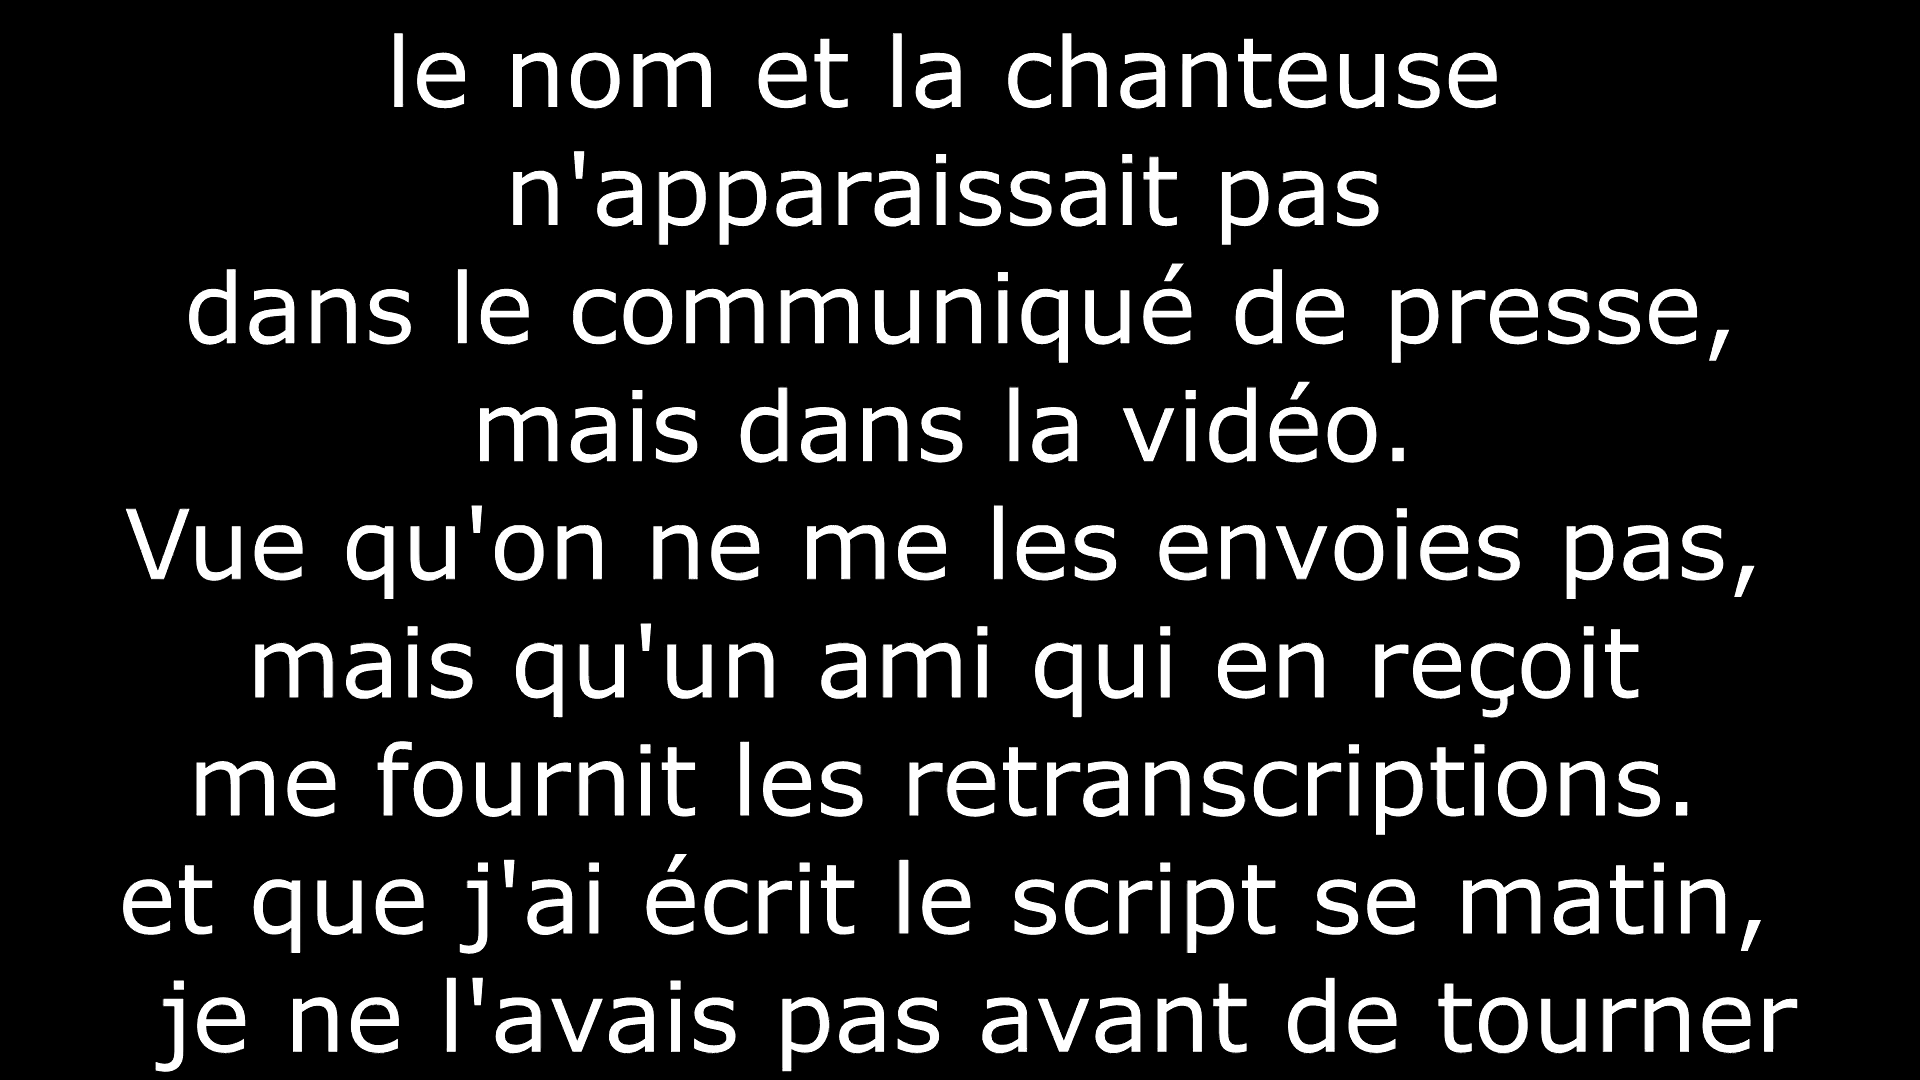 le nom et la chanteuse
n'apparaissait pas
dans le communiqué de presse,
mais dans la vidéo.
Vue qu'on ne me les envoies pas,
mais qu'un ami qui en reçoit
me fournit les retranscriptions.
et que j'ai écrit le script se matin,
je ne l'avais pas avant de tourner